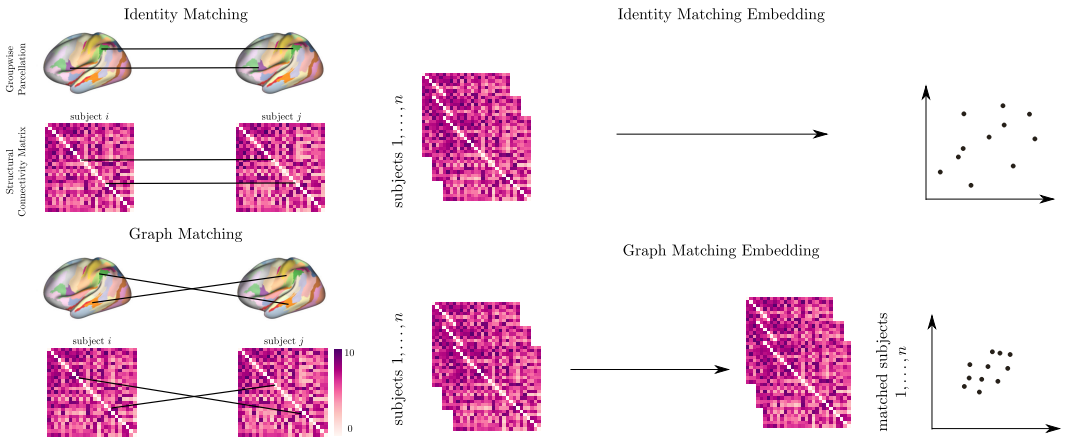 Identity Matching
Groupwise
Parcellation
subject i
subject j
Structural
Connectivity Matrix
Identity Matching Embedding
subjects 1, . . . , n
Graph Matching
subject i
subject j
10
0
Graph Matching Embedding
subjects 1, . . . , n
matched subjects
1, . . . , n